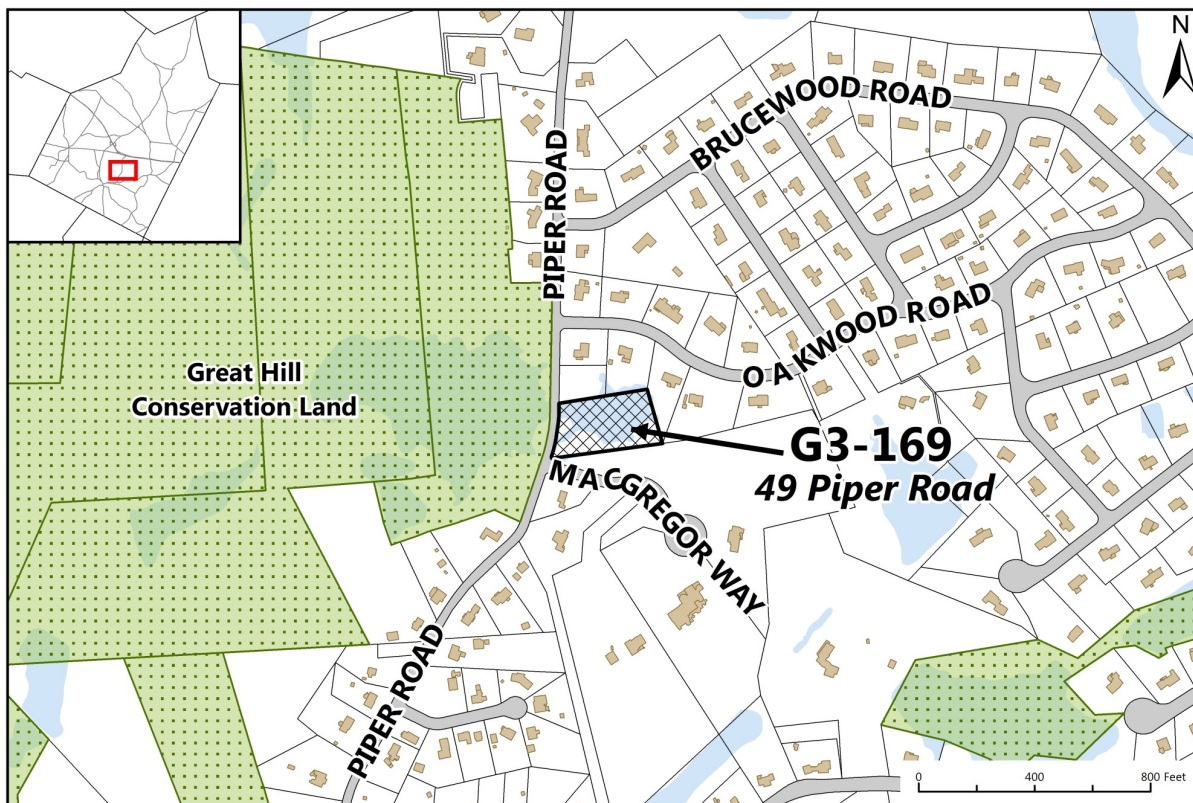 N
BRUCEWOOD ROAD
PIPER ROAD
OAKWOOD ROAD
Great Hill
Conservation Land
G3-169
49 Piper Road
MACGREGOR WAY
PIPER ROAD
0 400 800 Feet